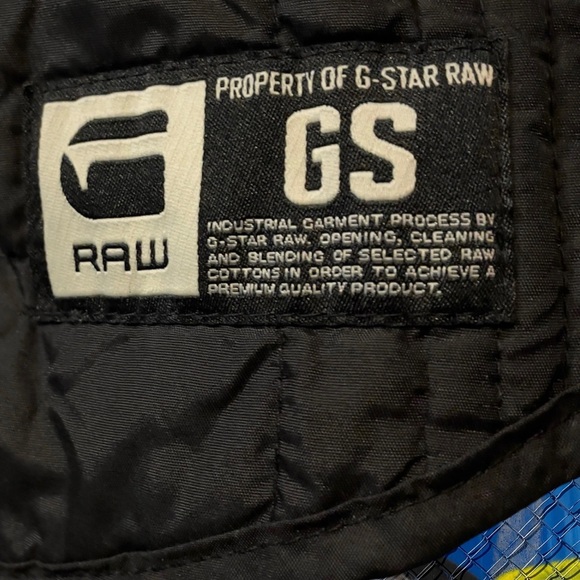 PROPERTY OF G-STAR RAW
GS
RAW
INDUSTRIAL GARMENT PROCESS BY
G-STAR RAW. OPENING, CLEANING
AND BLENDING OF SELECTED RAW
COTTONS IN ORDER TO ACHIEVE A
PREMIUM QUALITY PRODUCT.